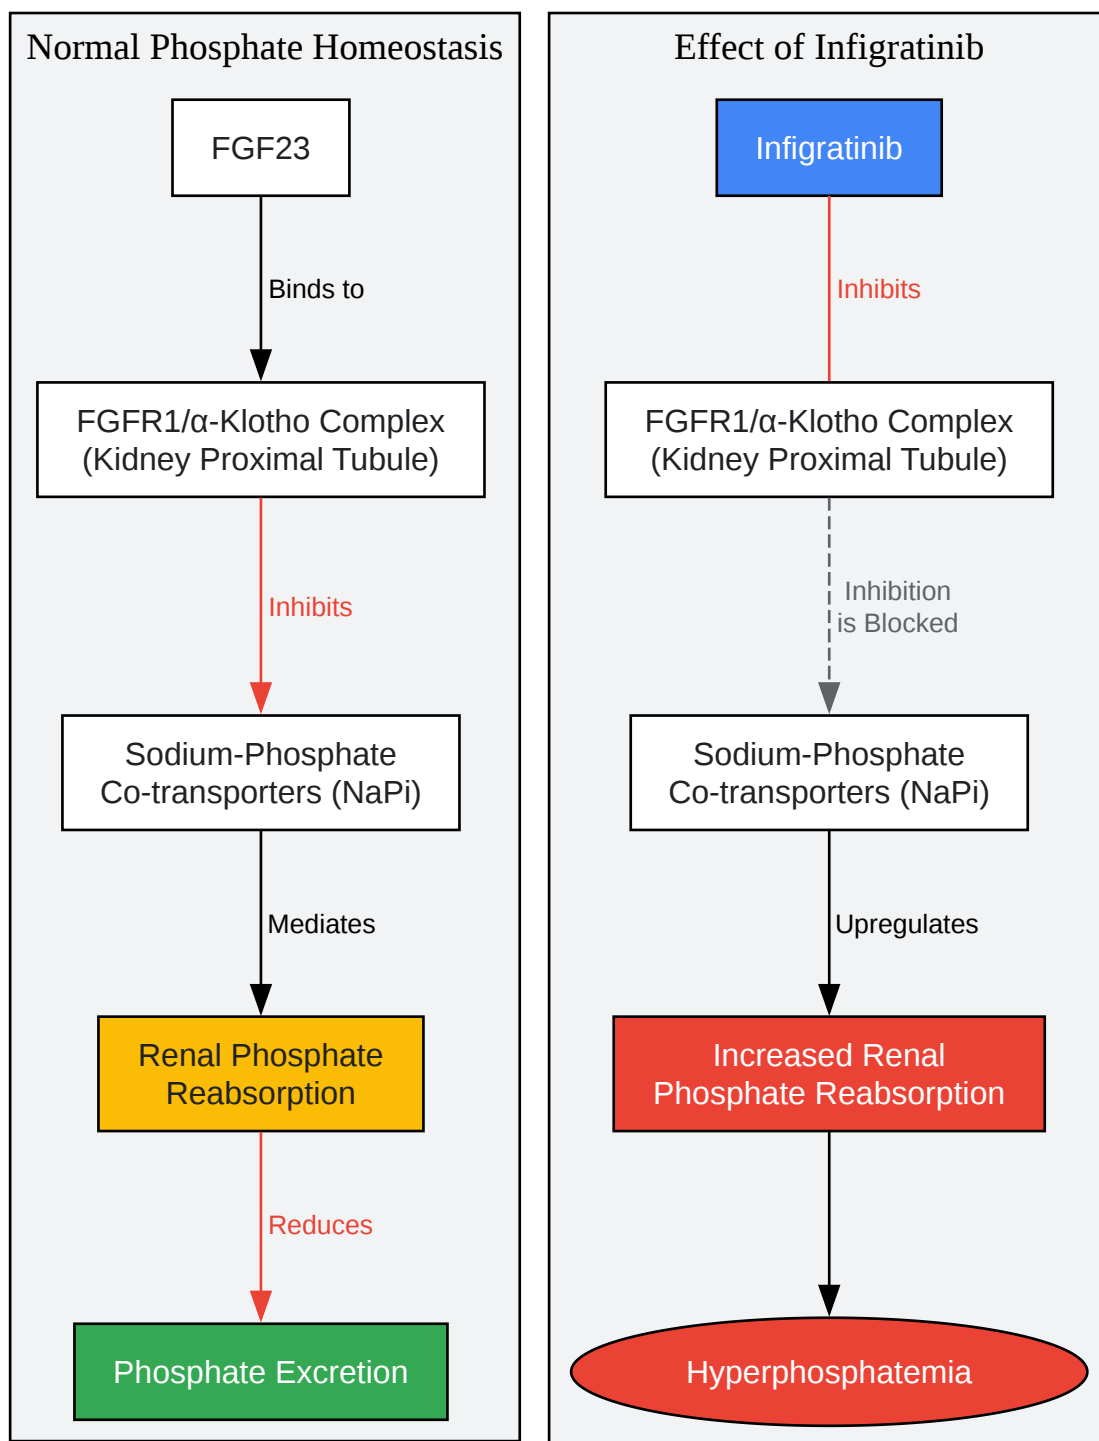 Normal Phosphate Homeostasis
FGF23
Binds to
FGFR1/α-Klotho Complex
(Kidney Proximal Tubule)
Inhibits
Sodium-Phosphate
Co-transporters (NaPi)
Mediates
Renal Phosphate
Reabsorption
Reduces
Phosphate Excretion
Effect of Infigratinib
Infigratinib
Inhibits
FGFR1/α-Klotho Complex
(Kidney Proximal Tubule)
Inhibition
is Blocked
Sodium-Phosphate
Co-transporters (NaPi)
Upregulates
Increased Renal
Phosphate Reabsorption
Hyperphosphatemia